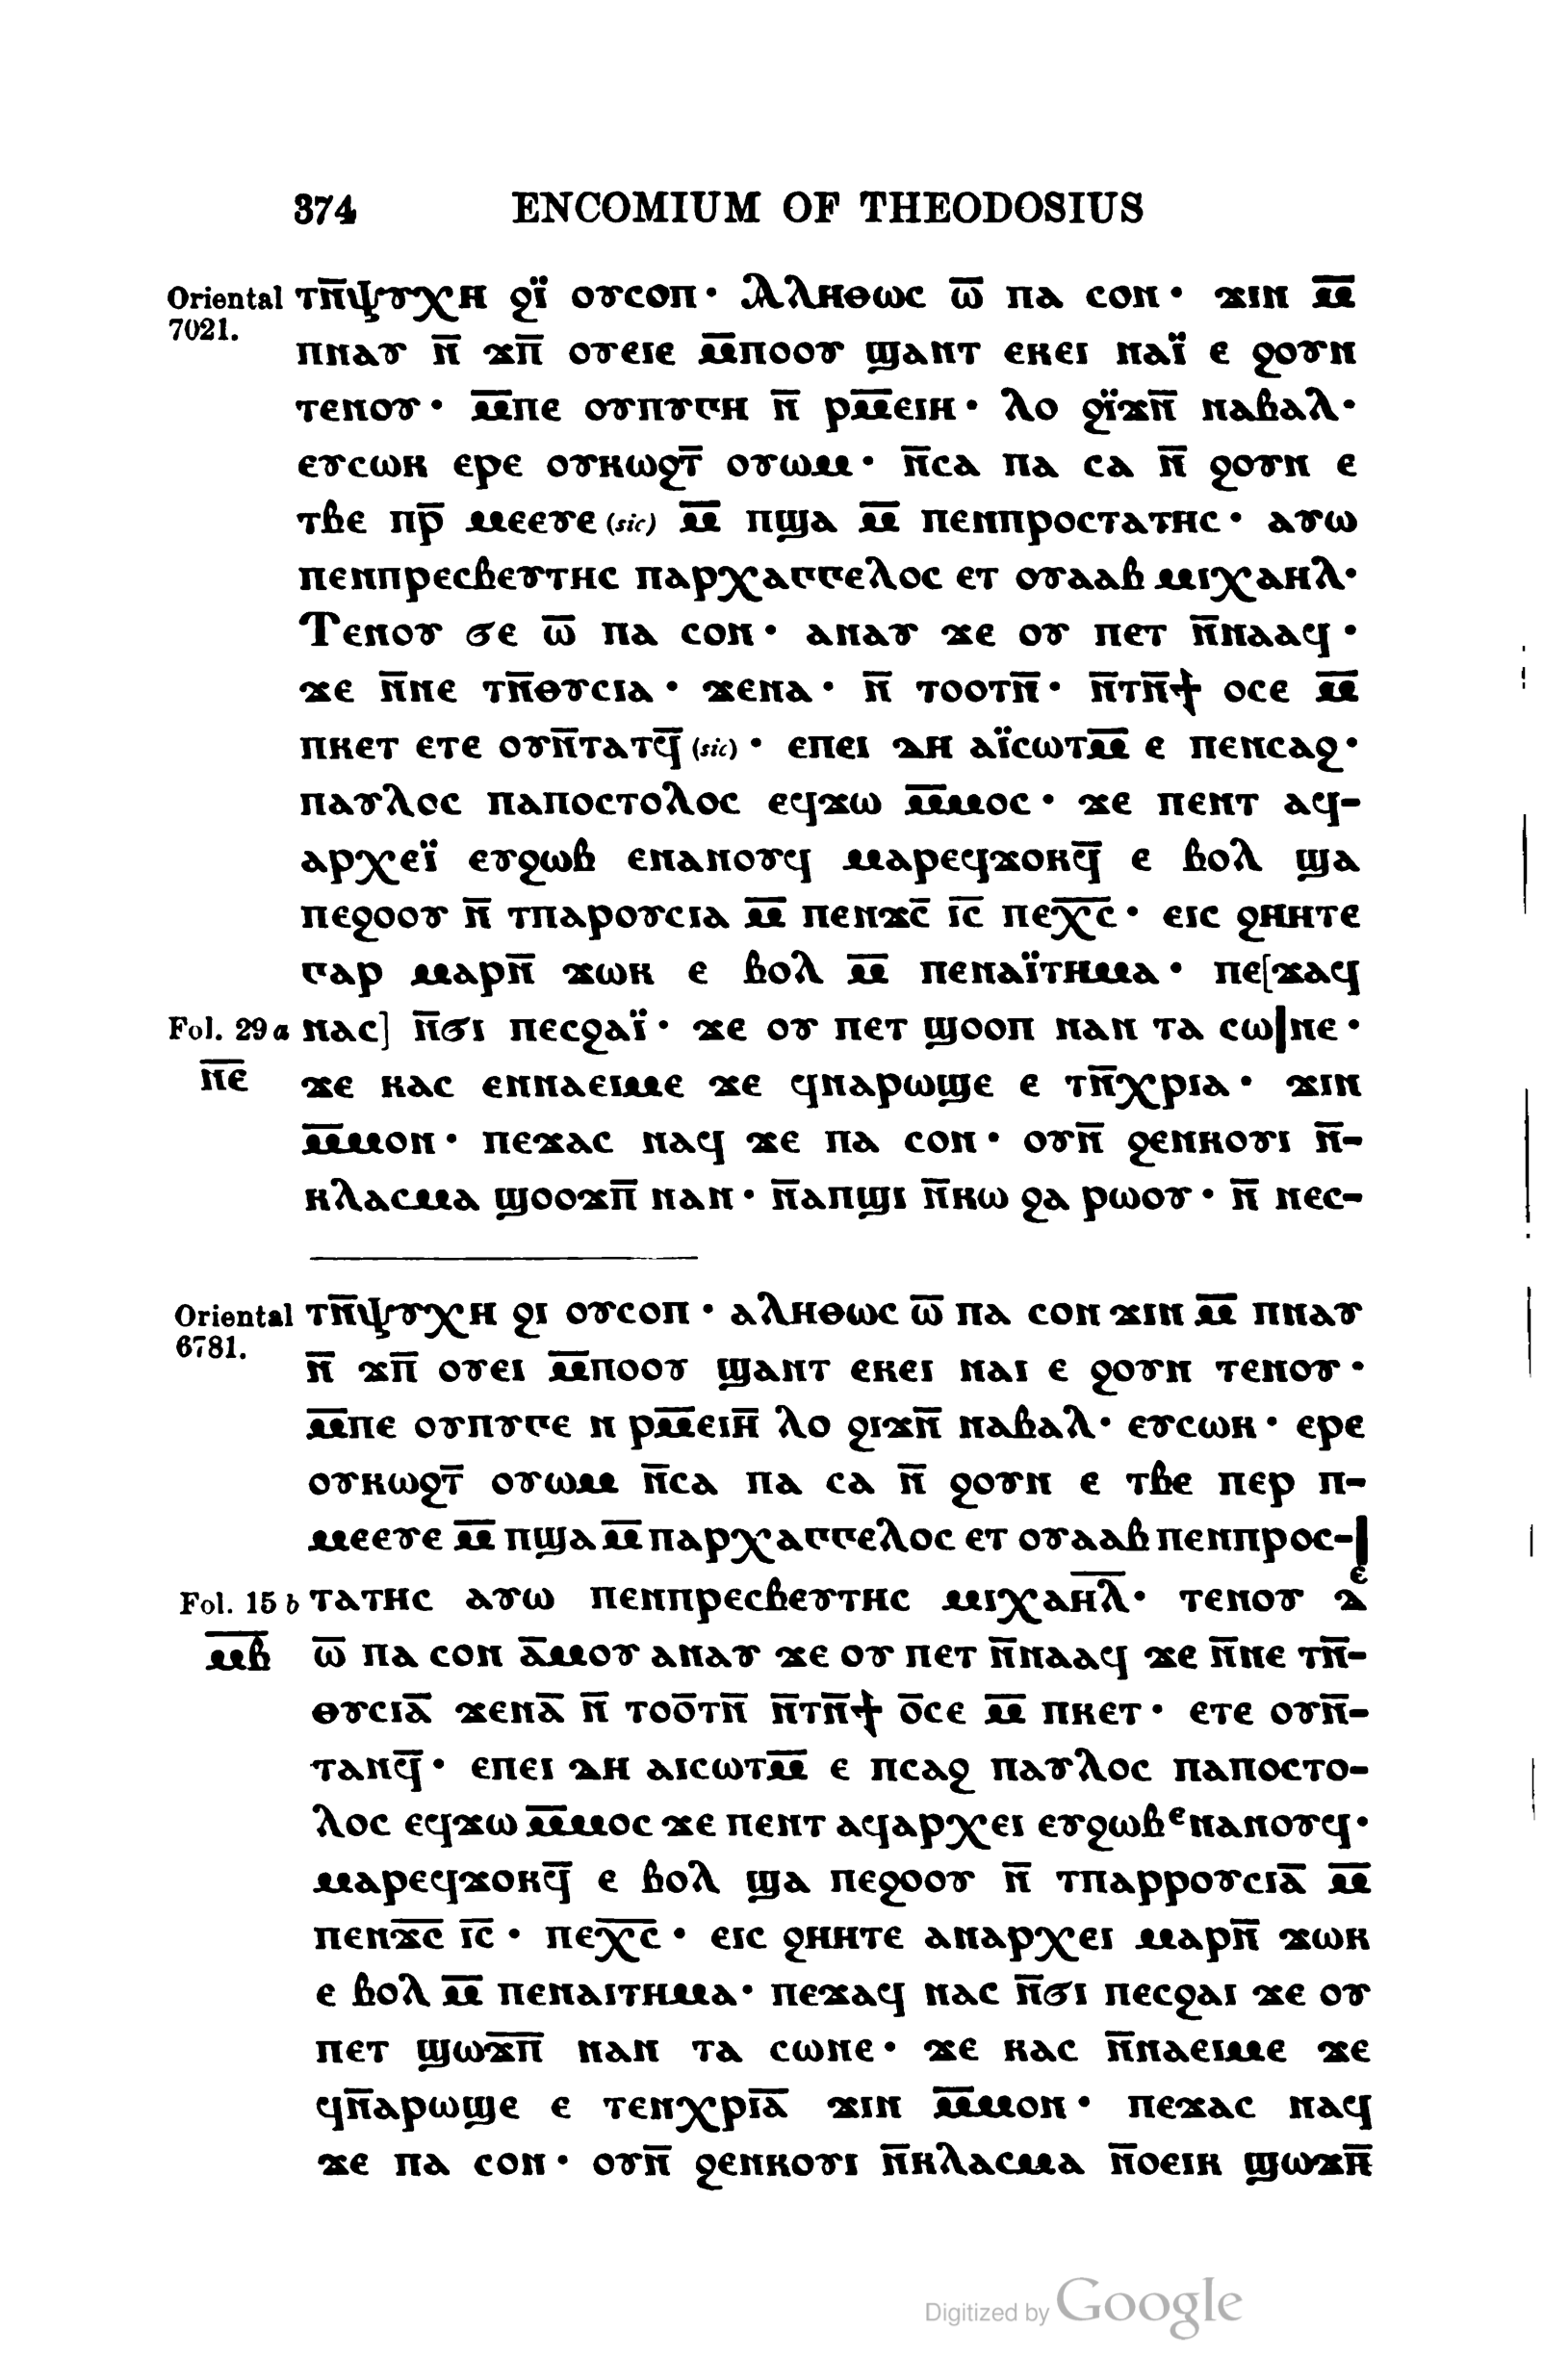 374 ENCOMIUM OF THEODOSIUS
Oriental ⲧⲛ̄ⲯⲩⲭⲏ ϩⲓ̈ ⲟⲩⲥⲟⲡ· Ⲁⲗⲏⲑⲱⲥ ⲱ̄ ⲡⲁ ⲥⲟⲛ· ϫⲓⲛ ⲙ̄
7021.
ⲡⲛⲁⲩ ⲛ̄ ϫⲡ̄ ⲟⲩⲉⲓⲉ ⲙ̄ⲡⲟⲟⲩ ϣⲁⲛⲧ ⲉⲕⲉⲓ ⲛⲁⲓ̈ ⲉ ϩⲟⲩⲛ
ⲧⲉⲛⲟⲩ· ⲙ̄ⲡⲉ ⲟⲩⲡⲩⲅⲏ ⲛ̄ ⲣⲙ̄ⲉⲓⲏ· ⲗⲟ ϩⲓ̈ϫⲛ̄ ⲛⲁⲃⲁⲗ·
ⲉⲩⲥⲱⲕ ⲉⲣⲉ ⲟⲩⲕⲱϩⲧ̄ ⲟⲩⲱⲙ· ⲛ̄ⲥⲁ ⲡⲁ ⲥⲁ ⲛ̄ ϩⲟⲩⲛ ⲉ
ⲧⲃⲉ ⲡⲣ̄ ⲙⲉⲉⲩⲉ (sic) ⲙ̄ ⲡϣⲁ ⲙ̄ ⲡⲉⲛⲡⲣⲟⲥⲧⲁⲧⲏⲥ· ⲁⲩⲱ
ⲡⲉⲛⲡⲣⲉⲥⲃⲉⲩⲧⲏⲥ ⲡⲁⲣⲭⲁⲅⲅⲉⲗⲟⲥ ⲉⲧ ⲟⲩⲁⲁⲃ ⲙⲓⲭⲁⲏⲗ·
Ⲧⲉⲛⲟⲩ ϭⲉ ⲱ̄ ⲡⲁ ⲥⲟⲛ· ⲁⲛⲁⲩ ϫⲉ ⲟⲩ ⲡⲉⲧ ⲛ̄ⲛⲁⲁϥ·
ϫⲉ ⲛ̄ⲛⲉ ⲧⲛ̄ⲑⲩⲥⲓⲁ· ϫⲉⲛⲁ· ⲛ̄ ⲧⲟⲟⲧⲛ̄· ⲛ̄ⲧⲛ̄ϯ ⲟⲥⲉ ⲙ̄
ⲡⲕⲉⲧ ⲉⲧⲉ ⲟⲩⲛ̄ⲧⲁⲧϥ̄ (sic)· ⲉⲡⲉⲓ ⲇⲏ ⲁⲓ̈ⲥⲱⲧⲙ̄ ⲉ ⲡⲉⲛⲥⲁϩ·
ⲡⲁⲩⲗⲟⲥ ⲡⲁⲡⲟⲥⲧⲟⲗⲟⲥ ⲉϥϫⲱ ⲙ̄ⲙⲟⲥ· ϫⲉ ⲡⲉⲛⲧ ⲁϥ-
ⲁⲣⲭⲉⲓ̈ ⲉⲩϩⲱⲃ ⲉⲛⲁⲛⲟⲩϥ ⲙⲁⲣⲉϥϫⲟⲕϥ̄ ⲉ ⲃⲟⲗ ϣⲁ
ⲡⲉϩⲟⲟⲩ ⲛ̄ ⲧⲡⲁⲣⲟⲩⲥⲓⲁ ⲙ̄ ⲡⲉⲛϫⲥ̄ ⲓ̄ⲥ̄ ⲡⲉⲭ̄ⲥ̄· ⲉⲓⲥ ϩⲏⲏⲧⲉ
ⲅⲁⲣ ⲙⲁⲣⲛ̄ ϫⲱⲕ ⲉ ⲃⲟⲗ ⲙ̄ ⲡⲉⲛⲁⲓ̈ⲧⲏⲙⲁ· ⲡⲉ[ϫⲁϥ
Fol. 29 a ⲛⲁⲥ] ⲛ̄ϭⲓ ⲡⲉⲥϩⲁⲓ̈· ϫⲉ ⲟⲩ ⲡⲉⲧ ϣⲟⲟⲡ ⲛⲁⲛ ⲧⲁ ⲥⲱ|ⲛⲉ·
ⲛ̄ⲉ̄ ϫⲉ ⲕⲁⲥ ⲉⲛⲛⲁⲉⲓⲙⲉ ϫⲉ ϥⲛⲁⲣⲱϣⲉ ⲉ ⲧⲛ̄ⲭⲣⲓⲁ· ϫⲓⲛ
ⲙ̄ⲙⲟⲛ· ⲡⲉϫⲁⲥ ⲛⲁϥ ϫⲉ ⲡⲁ ⲥⲟⲛ· ⲟⲩⲛ̄ ϩⲉⲛⲕⲟⲩⲓ ⲛ̄-
ⲕⲗⲁⲥⲙⲁ ϣⲟⲟϫⲡ̄ ⲛⲁⲛ· ⲛ̄ⲁⲡϣⲓ ⲛ̄ⲕⲱ ϩⲁ ⲣⲱⲟⲩ· ⲛ̄ ⲛⲉⲥ-
Oriental ⲧⲛ̄ⲯⲩⲭⲏ ϩⲓ ⲟⲩⲥⲟⲡ· ⲁⲗⲏⲑⲱⲥ ⲱ̄ ⲡⲁ ⲥⲟⲛ ϫⲓⲛ ⲙ̄ ⲡⲛⲁⲩ
6781.
ⲛ̄ ϫⲡ̄ ⲟⲩⲉⲓ ⲙ̄ⲡⲟⲟⲩ ϣⲁⲛⲧ ⲉⲕⲉⲓ ⲛⲁⲓ ⲉ ϩⲟⲩⲛ ⲧⲉⲛⲟⲩ·
ⲙ̄ⲡⲉ ⲟⲩⲡⲩⲅⲉ ⲛ ⲣⲙ̄ⲉⲓⲏ̄ ⲗⲟ ϩⲓϫⲛ̄ ⲛⲁⲃⲁⲗ· ⲉⲩⲥⲱⲕ· ⲉⲣⲉ
ⲟⲩⲕⲱϩⲧ̄ ⲟⲩⲱⲙ ⲛ̄ⲥⲁ ⲡⲁ ⲥⲁ ⲛ̄ ϩⲟⲩⲛ ⲉ ⲧⲃⲉ ⲡⲉⲣ ⲡ-
ⲙⲉⲉⲩⲉ ⲙ̄ ⲡϣⲁ ⲙ̄ ⲡⲁⲣⲭⲁⲅⲅⲉⲗⲟⲥ ⲉⲧ ⲟⲩⲁⲁⲃ ⲡⲉⲛⲡⲣⲟⲥ-|
Fol. 15 b ⲧⲁⲧⲏⲥ ⲁⲩⲱ ⲡⲉⲛⲡⲣⲉⲥⲃⲉⲩⲧⲏⲥ ⲙⲓⲭⲁⲏ̄ⲗ̄· ⲧⲉⲛⲟⲩ ⲇⲉ
ⲙ̄ⲃ̄ ⲱ̄ ⲡⲁ ⲥⲟⲛ ⲁ̄ⲙⲟⲩ ⲁⲛⲁⲩ ϫⲉ ⲟⲩ ⲡⲉⲧ ⲛ̄ⲛⲁⲁϥ ϫⲉ ⲛ̄ⲛⲉ ⲧⲛ̄-
ⲑⲩⲥⲓⲁ̄ ϫⲉⲛⲁ̄ ⲛ̄ ⲧⲟⲟ̄ⲧⲛ̄ ⲛ̄ⲧⲛ̄ϯ ⲟ̄ⲥⲉ ⲙ̄ ⲡⲕⲉⲧ· ⲉⲧⲉ ⲟⲩⲛ̄-
ⲧⲁⲛϥ̄· ⲉⲡⲉⲓ ⲇⲏ ⲁⲓⲥⲱⲧⲙ̄ ⲉ ⲡⲥⲁϩ ⲡⲁⲩⲗⲟⲥ ⲡⲁⲡⲟⲥⲧⲟ-
ⲗⲟⲥ ⲉϥϫⲱ ⲙ̄ⲙⲟⲥ ϫⲉ ⲡⲉⲛⲧ ⲁϥⲁⲣⲭⲉⲓ ⲉⲩϩⲱⲃⲉⲛⲁⲛⲟⲩϥ·
ⲙⲁⲣⲉϥϫⲟⲕϥ̄ ⲉ ⲃⲟⲗ ϣⲁ ⲡⲉϩⲟⲟⲩ ⲛ̄ ⲧⲡⲁⲣⲣⲟⲩⲥⲓⲁ̄ ⲙ̄
ⲡⲉⲛϫ̄ⲥ̄ ⲓ̄ⲥ̄· ⲡⲉⲭ̄ⲥ̄· ⲉⲓⲥ ϩⲏⲏⲧⲉ ⲁⲛⲁⲣⲭⲉⲓ ⲙⲁⲣⲛ̄ ϫⲱⲕ
ⲉ ⲃⲟⲗ ⲙ̄ ⲡⲉⲛⲁⲓⲧⲏⲙⲁ· ⲡⲉϫⲁϥ ⲛⲁⲥ ⲛ̄ϭⲓ ⲡⲉⲥϩⲁⲓ ϫⲉ ⲟⲩ
ⲡⲉⲧ ϣⲱϫ̄ⲡ̄ ⲛⲁⲛ ⲧⲁ ⲥⲱⲛⲉ· ϫⲉ ⲕⲁⲥ ⲛ̄ⲛⲁⲉⲓⲙⲉ ϫⲉ
ϥⲛ̄ⲁⲣⲱϣⲉ ⲉ ⲧⲉⲛⲭⲣⲓⲁ̄ ϫⲓⲛ ⲙ̄ⲙⲟⲛ· ⲡⲉϫⲁⲥ ⲛⲁϥ
ϫⲉ ⲡⲁ ⲥⲟⲛ· ⲟⲩⲛ̄ ϩⲉⲛⲕⲟⲩⲓ ⲛ̄ⲕⲗⲁⲥⲙⲁ ⲛ̄ⲟⲉⲓⲕ ϣⲱϫⲡ̄
Digitized by Google